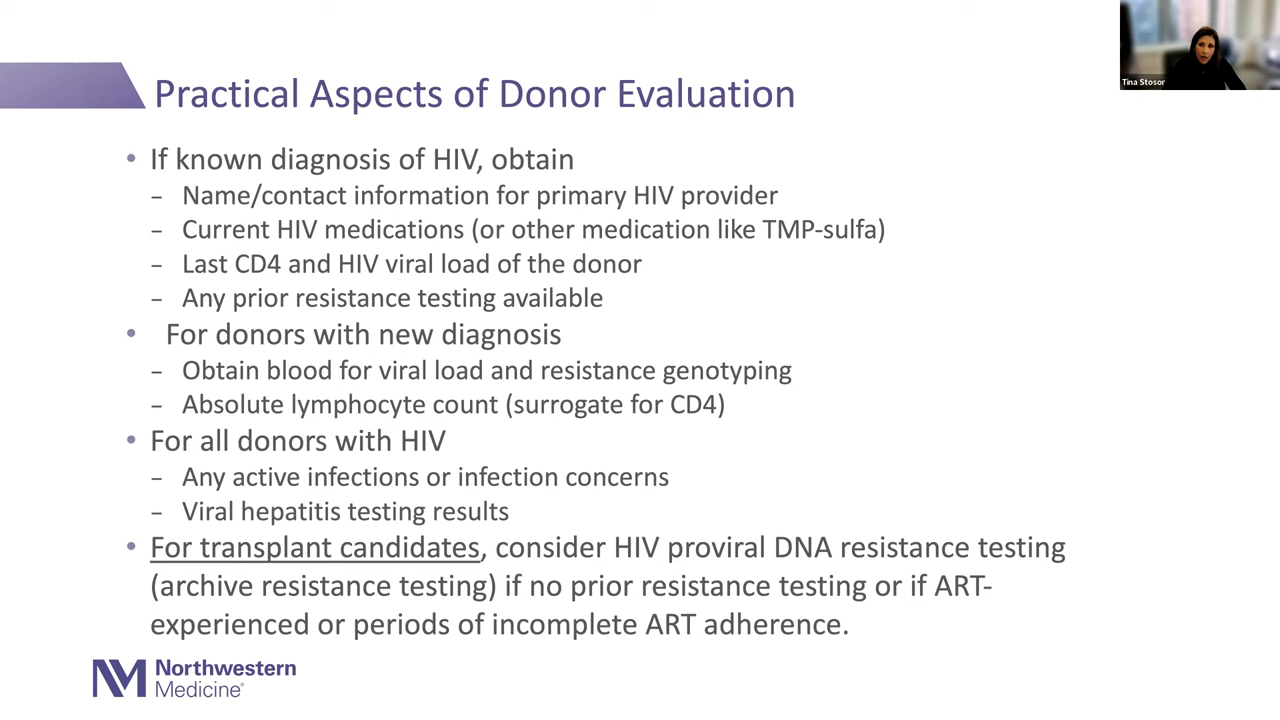 Tina Stosor
Practical Aspects of Donor Evaluation
• If known diagnosis of HIV, obtain
– Name/contact information for primary HIV provider
– Current HIV medications (or other medication like TMP-sulfa)
– Last CD4 and HIV viral load of the donor
– Any prior resistance testing available
• For donors with new diagnosis
– Obtain blood for viral load and resistance genotyping
– Absolute lymphocyte count (surrogate for CD4)
• For all donors with HIV
– Any active infections or infection concerns
– Viral hepatitis testing results
• For transplant candidates, consider HIV proviral DNA resistance testing
(archive resistance testing) if no prior resistance testing or if ART-
experienced or periods of incomplete ART adherence.
NM Northwestern
Medicine®